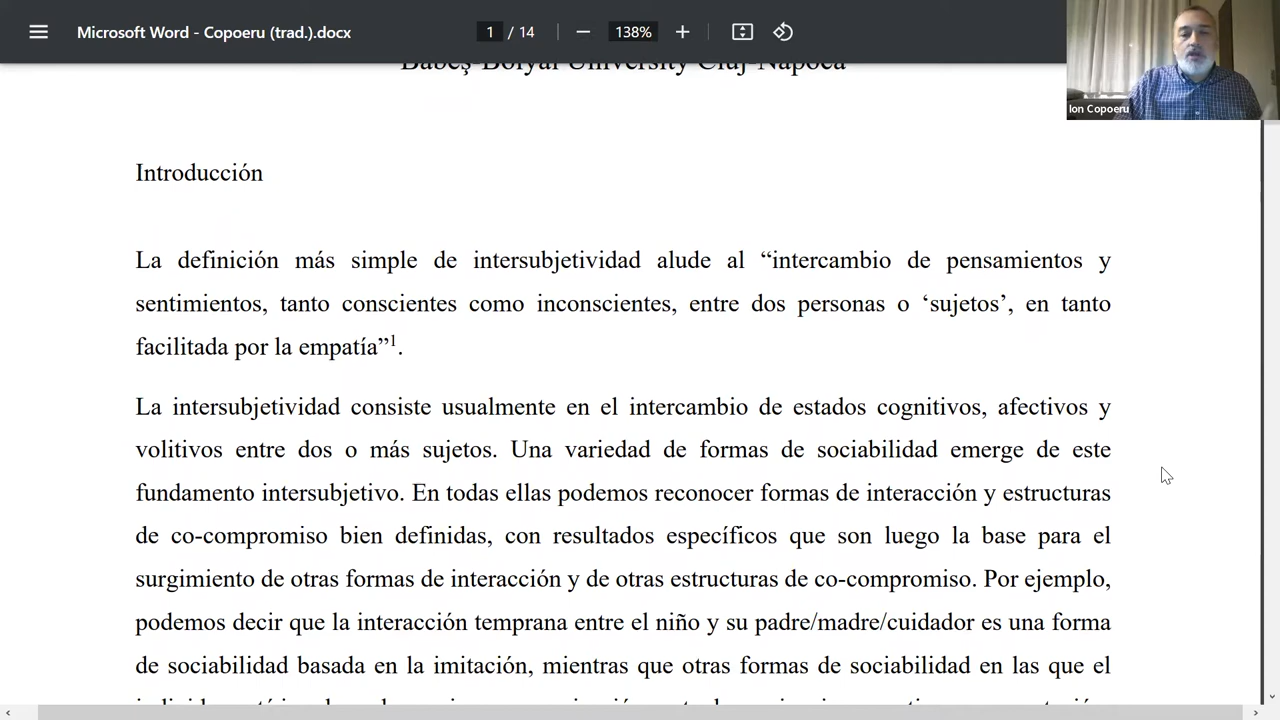 Microsoft Word - Copoeru (trad.).docx
1 / 14
138%
Ion Copoeru
Babeș-Bolyai University Cluj-Napoca
Introducción
La definición más simple de intersubjetividad alude al “intercambio de pensamientos y
sentimientos, tanto conscientes como inconscientes, entre dos personas o ‘sujetos’, en tanto
facilitada por la empatía”1.
La intersubjetividad consiste usualmente en el intercambio de estados cognitivos, afectivos y
volitivos entre dos o más sujetos. Una variedad de formas de sociabilidad emerge de este
fundamento intersubjetivo. En todas ellas podemos reconocer formas de interacción y estructuras
de co-compromiso bien definidas, con resultados específicos que son luego la base para el
surgimiento de otras formas de interacción y de otras estructuras de co-compromiso. Por ejemplo,
podemos decir que la interacción temprana entre el niño y su padre/madre/cuidador es una forma
de sociabilidad basada en la imitación, mientras que otras formas de sociabilidad en las que el